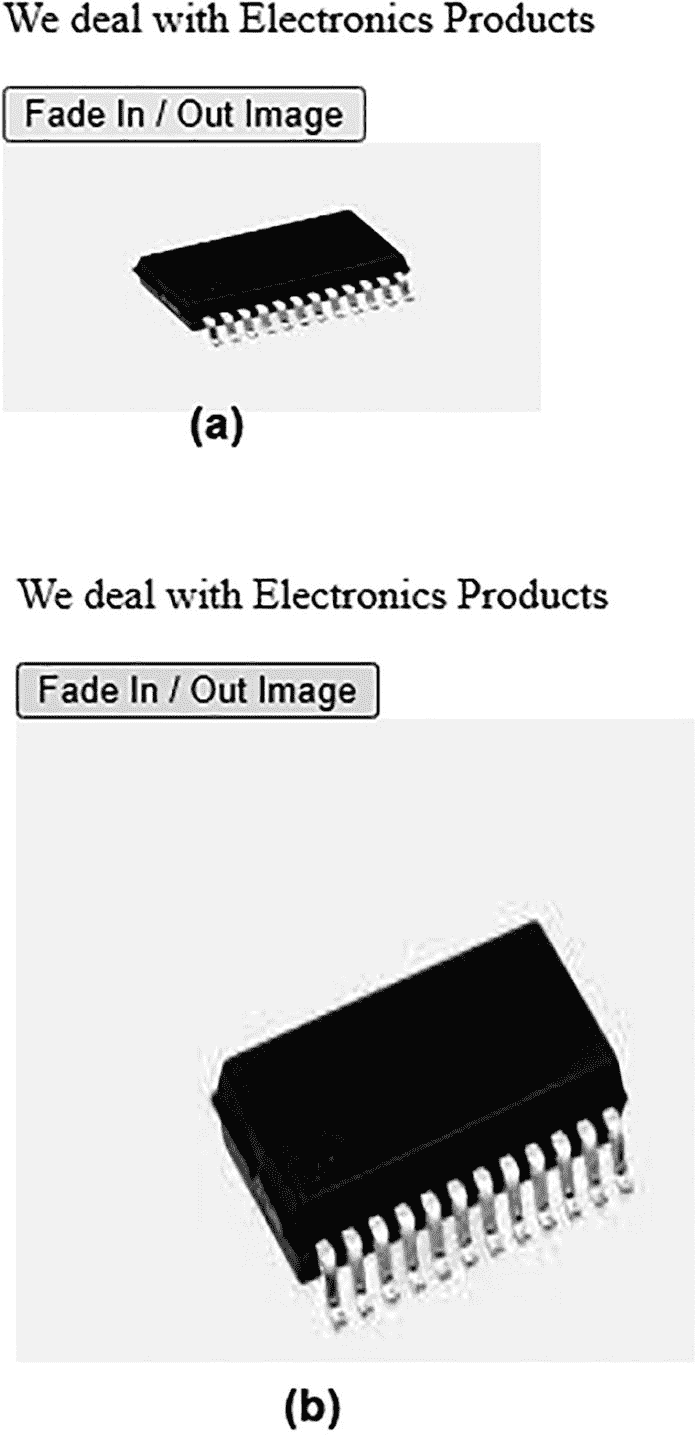 We deal with Electronics Products
Fade In / Out Image
(a)
We deal with Electronics Products
Fade In / Out Image
(b)